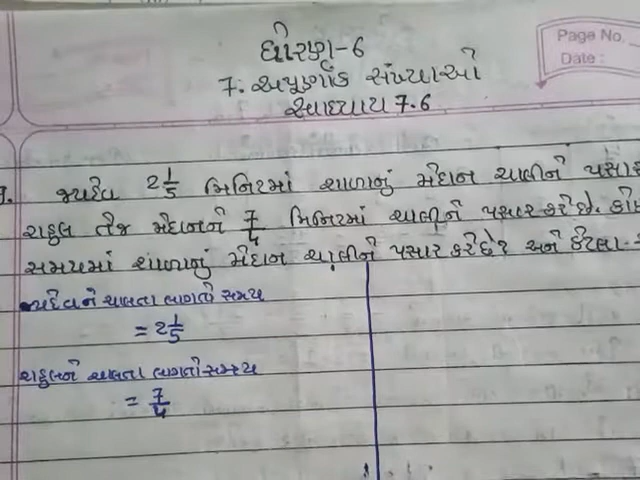 ધોરણ-6
Page No.
Date :
7. અપૂર્ણાંક સંખ્યાઓ
સ્વાધ્યાય 7.6
જયદેવ 2 1/5 મિનિટમાં શાળાનું મેદાન ચાલીને પસાર
રાહુલ તેજ મેદાનને 7/4 મિનિટમાં ચાલીને પસાર કરે છે. કોણ
સમયમાં શાળાનું મેદાન ચાલીને પસાર કરે છે? અને કેટલા
જયદેવને ચાલતા લાગતો સમય
= 2 1/5
રાહુલને ચાલતા લાગતો સમય
= 7/4